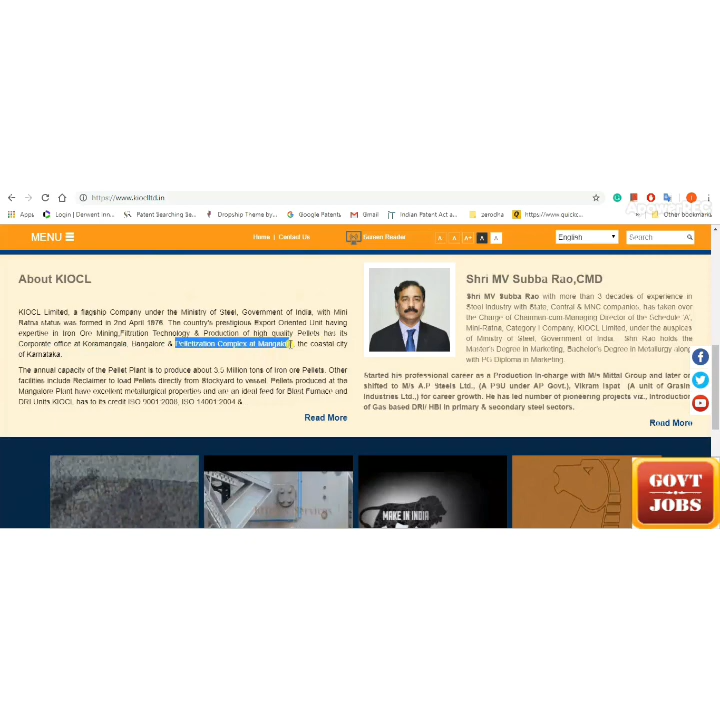 https://www.kioclltd.in
Apps
Login | Derwent Inn...
Patent Searching Se...
Dropship Theme by...
Google Patents
Gmail
Indian Patent Act a...
zerodha
https://www.quickc...
Other bookmarks
MENU
Home | Contact Us
Screen Reader
A- A A+ A A
English
Search
About KIOCL
KIOCL Limited, a flagship Company under the Ministry of Steel, Government of India, with Mini
Ratna status was formed in 2nd April 1976. The country's prestigious Export Oriented Unit having
expertise in Iron Ore Mining,Filtration Technology & Production of high quality Pellets has its
Corporate office at Koramangala, Bangalore & Pelletization Complex at Mangalore, the coastal city
of Karnataka.
The annual capacity of the Pellet Plant is to produce about 3.5 Million tons of Iron ore Pellets. Other
facilities include Reclaimer to load Pellets directly from Stockyard to vessel. Pellets produced at the
Mangalore Plant have excellent metallurgical properties and are an ideal feed for Blast Furnace and
DRI Units.KIOCL has to its credit ISO 9001:2008, ISO 14001:2004 &
Read More
Shri MV Subba Rao,CMD
Shri MV Subba Rao with more than 3 decades of experience in
Steel Industry with State, Central & MNC companies, has taken over
the Charge of Chairman cum Managing Director of the Schedule 'A',
Mini-Ratna, Category I Company, KIOCL Limited, under the auspices
of Ministry of Steel, Government of India. Shri Rao holds the
Master's Degree in Marketing, Bachelor's Degree in Metallurgy along
with PG DBM.
Started his professional career as a Production In-charge with M/s Mittal Group and later on
shifted to M/s A.P Steels Ltd., (A PSU under AP Govt.), Vikram Ispat (A unit of Grasim
Industries Ltd.,) for career growth. He has led number of pioneering projects viz., introduction
of Gas based DRI/ HBI in primary & secondary steel sectors.
Read More
MAKE IN INDIA
GOVT
JOBS